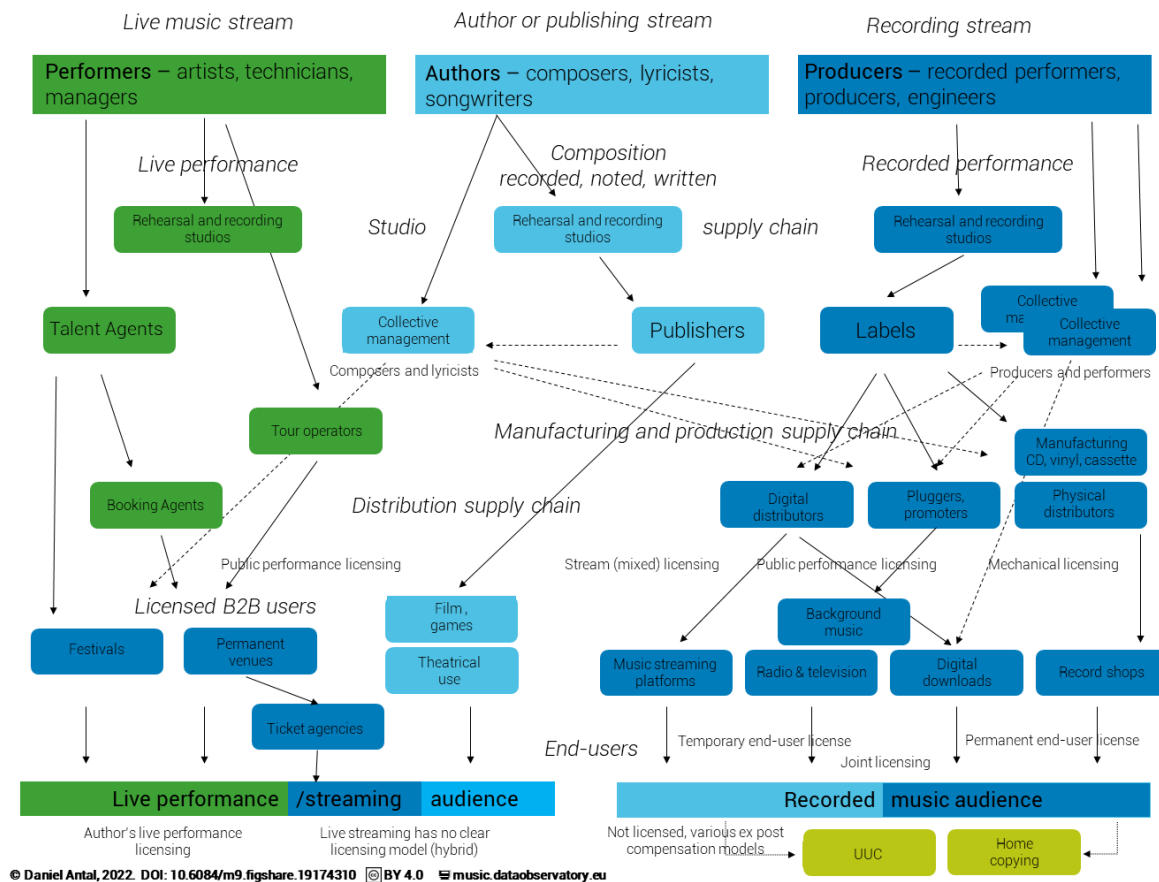 Live music stream
Author or publishing stream
Recording stream
Performers – artists, technicians,
managers
Authors – composers, lyricists,
songwriters
Producers – recorded performers,
producers, engineers
Live performance
Composition
recorded, noted, written
Recorded performance
Rehearsal and recording
studios
Studio
Rehearsal and recording
studios
supply chain
Rehearsal and recording
studios
Talent Agents
Collective
management
Publishers
Labels
Collective
Collective
management
Composers and lyricists
Producers and performers
Tour operators
Manufacturing and production supply chain
Manufacturing
CD, vinyl, cassette
Booking Agents
Distribution supply chain
Digital
distributors
Pluggers,
promoters
Physical
distributors
Public performance licensing
Stream (mixed) licensing
Public performance licensing
Mechanical licensing
Licensed B2B users
Film ,
games
Background
music
Festivals
Permanent
venues
Theatrical
use
Music streaming
platforms
Radio & television
Digital
downloads
Record shops
Ticket agencies
End-users
Temporary end-user license
Permanent end-user license
Joint licensing
Live performance /streaming audience
Recorded music audience
Author's live performance
licensing
Live streaming has no clear
licensing model (hybrid)
Not licensed, various ex post
compensation models
UUC
Home
copying
© Daniel Antal, 2022. DOI: 10.6084/m9.figshare.19174310 cc BY 4.0 music.dataobservatory.eu